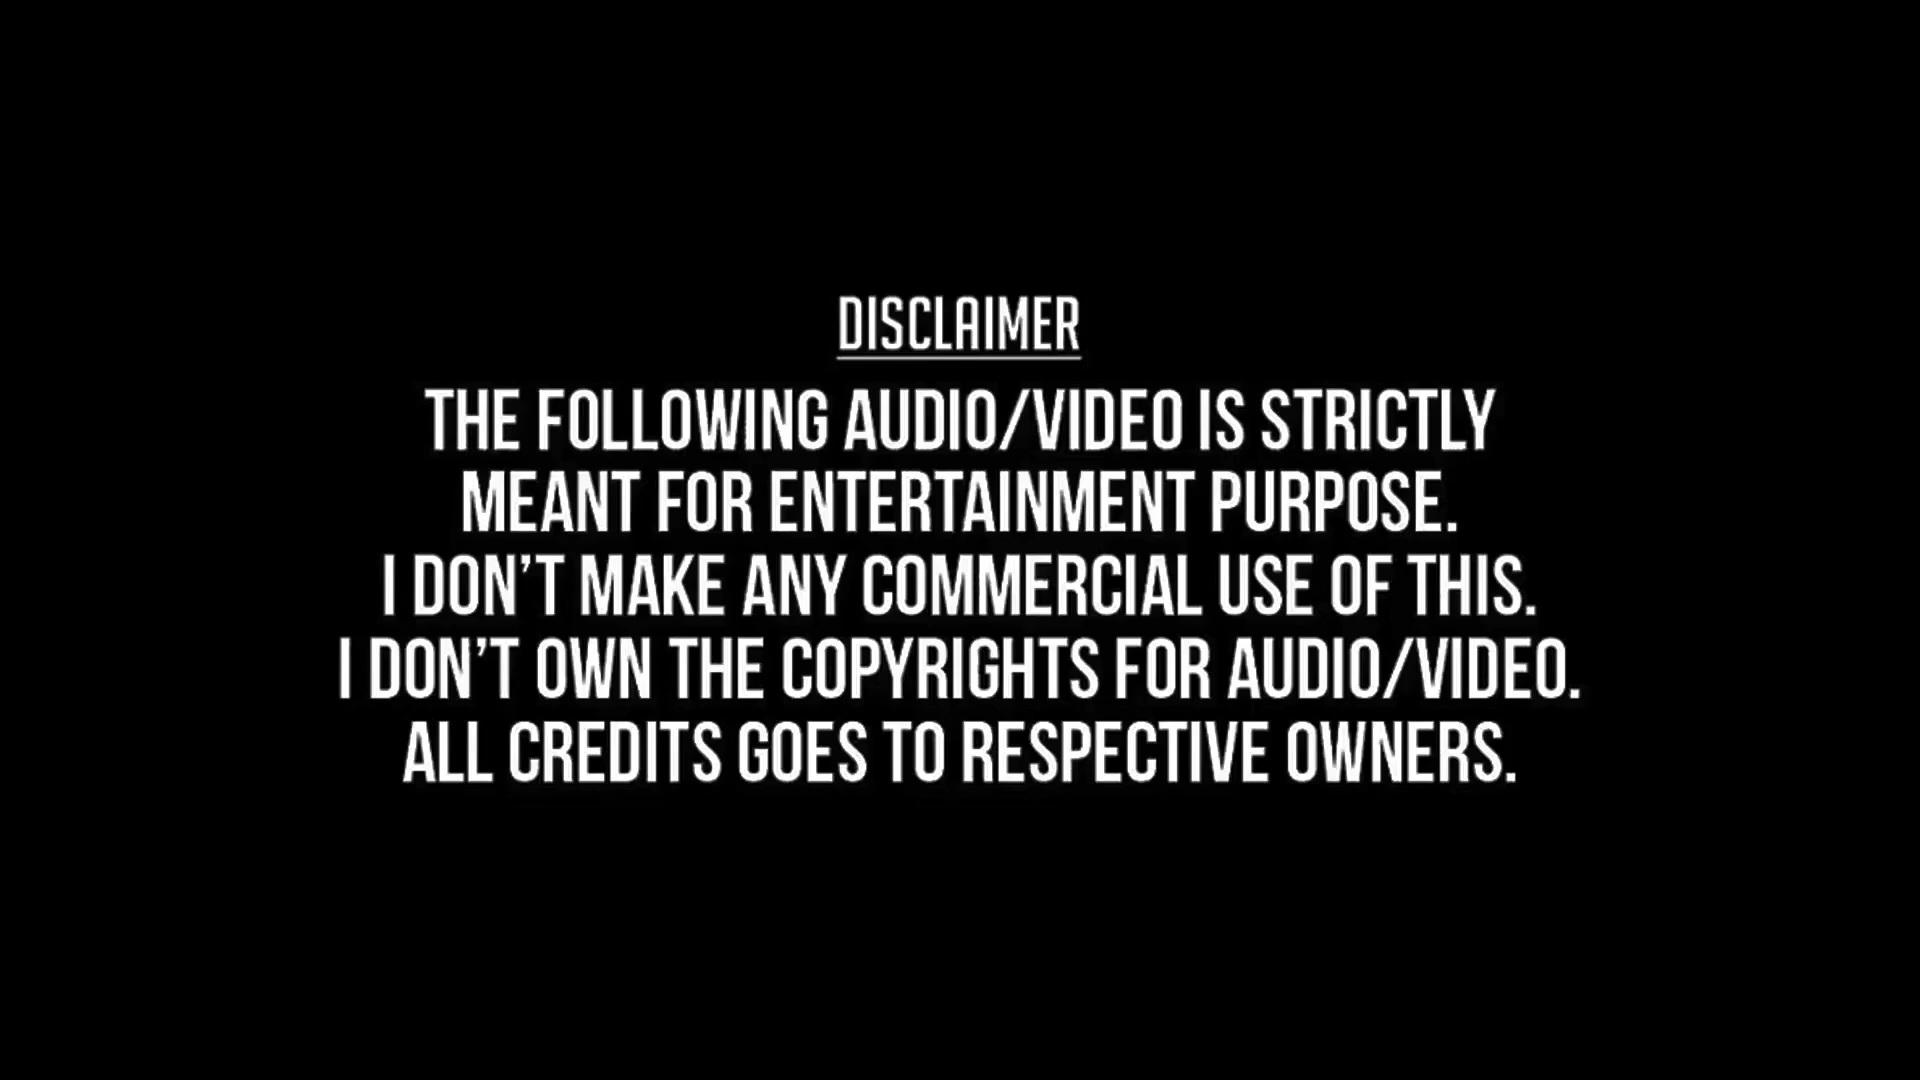 DISCLAIMER
THE FOLLOWING AUDIO/VIDEO IS STRICTLY
MEANT FOR ENTERTAINMENT PURPOSE.
I DON'T MAKE ANY COMMERCIAL USE OF THIS.
I DON'T OWN THE COPYRIGHTS FOR AUDIO/VIDEO.
ALL CREDITS GOES TO RESPECTIVE OWNERS.